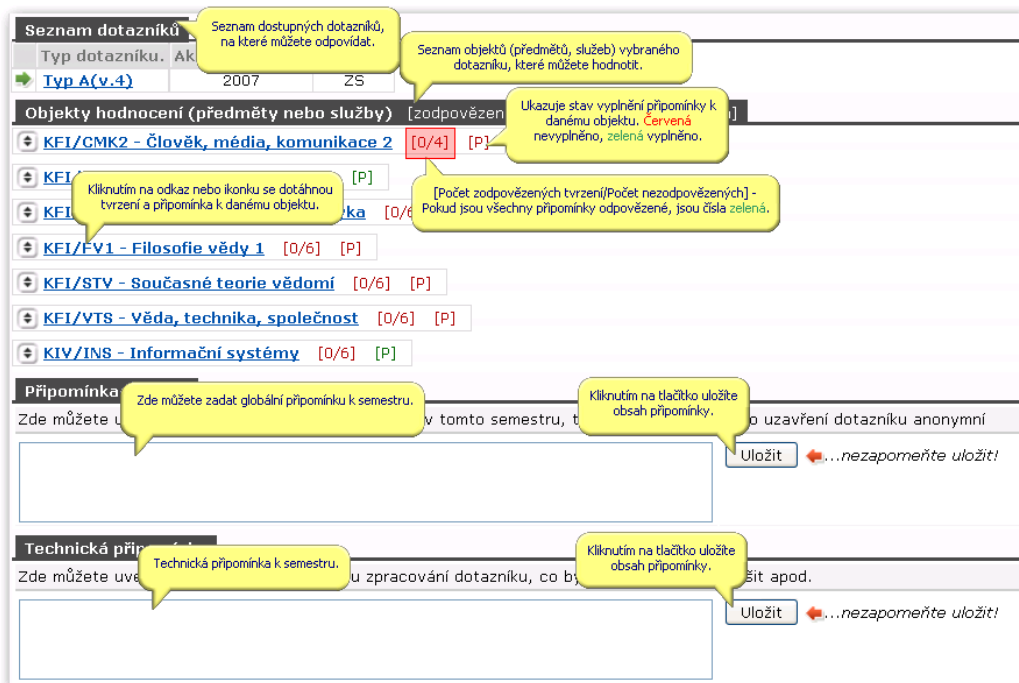 Seznam dotazníků
Seznam dostupných dotazníků,
na které můžete odpovídat.
Typ dotazníku. Ak
Seznam objektů (předmětů, služeb) vybraného
dotazníku, které můžete hodnotit.
Typ A(v.4) 2007 ZS
Objekty hodnocení (předměty nebo služby) [zodpovězen
Ukazuje stav vyplnění připomínky k
danému objektu. Červená
nevyplněno, zelená vyplněno.
KFI/CMK2 - Člověk, média, komunikace 2 [0/4] [P]
KFI [P]
Kliknutím na odkaz nebo ikonku se dotáhnou
tvrzení a připomínka k danému objektu.
[Počet zodpovězených tvrzení/Počet nezodpovězených] -
Pokud jsou všechny připomínky odpovězené, jsou čísla zelená.
KFI ka [0/6
KFI/FV1 - Filosofie vědy 1 [0/6] [P]
KFI/STV - Současné teorie vědomí [0/6] [P]
KFI/VTS - Věda, technika, společnost [0/6] [P]
KIV/INS - Informační systémy [0/6] [P]
Připomínka
Zde můžete zadat globální připomínku k semestru.
Kliknutím na tlačítko uložíte
obsah připomínky.
Zde můžete u v tomto semestru, t o uzavření dotazníku anonymní
Uložit ...nezapomeňte uložit!
Technická přip
Technická připomínka k semestru.
Kliknutím na tlačítko uložíte
obsah připomínky.
Zde můžete uve u zpracování dotazníku, co by šit apod.
Uložit ...nezapomeňte uložit!